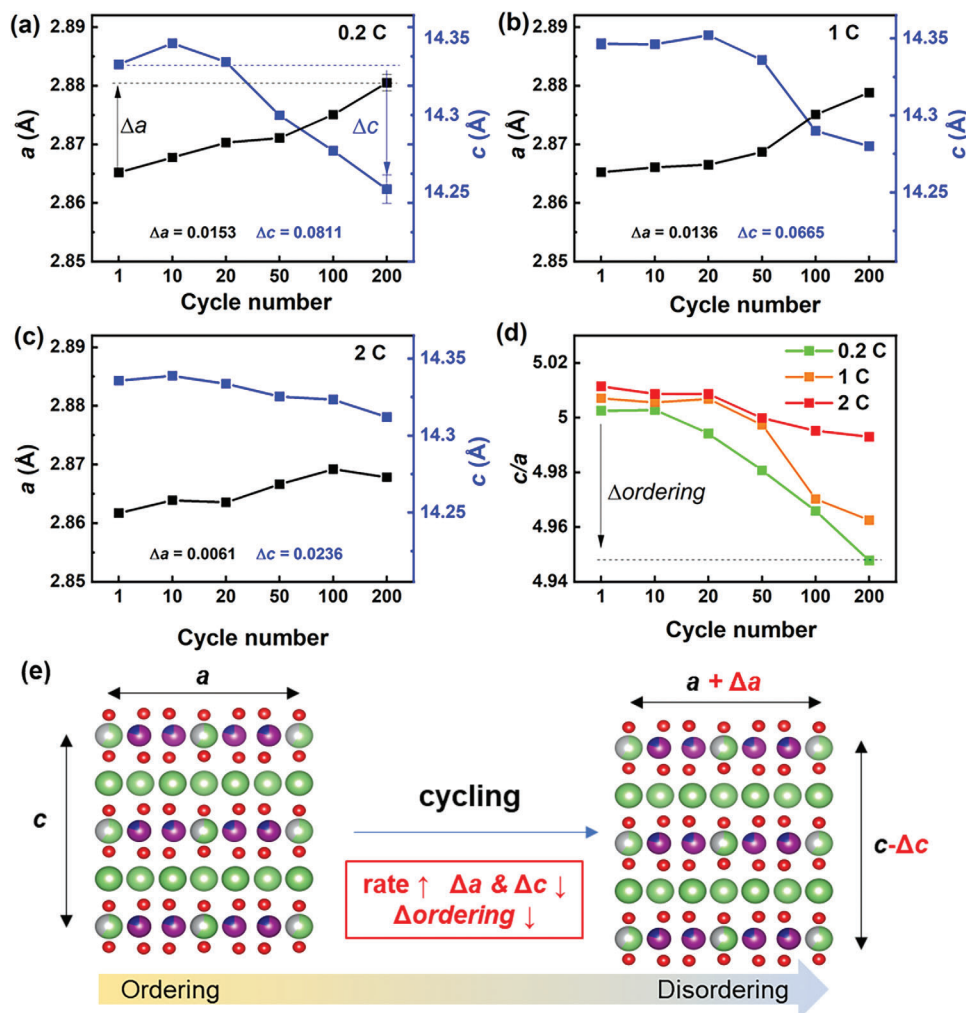 (a)
0.2 C
2.89
2.88
2.87
2.86
2.85
a (Å)
14.35
14.3
14.25
c (Å)
Δa
Δc
Δa = 0.0153 Δc = 0.0811
1 10 20 50 100 200
Cycle number
(b)
1 C
2.89
2.88
2.87
2.86
2.85
a (Å)
14.35
14.3
14.25
c (Å)
Δa = 0.0136 Δc = 0.0665
1 10 20 50 100 200
Cycle number
(c)
2 C
2.89
2.88
2.87
2.86
2.85
a (Å)
14.35
14.3
14.25
c (Å)
Δa = 0.0061 Δc = 0.0236
1 10 20 50 100 200
Cycle number
(d)
5.02
5
4.98
4.96
4.94
c/a
0.2 C
1 C
2 C
Δordering
1 10 20 50 100 200
Cycle number
(e)
a
c
cycling
rate ↑ Δa & Δc ↓
Δordering ↓
a + Δa
c-Δc
Ordering
Disordering